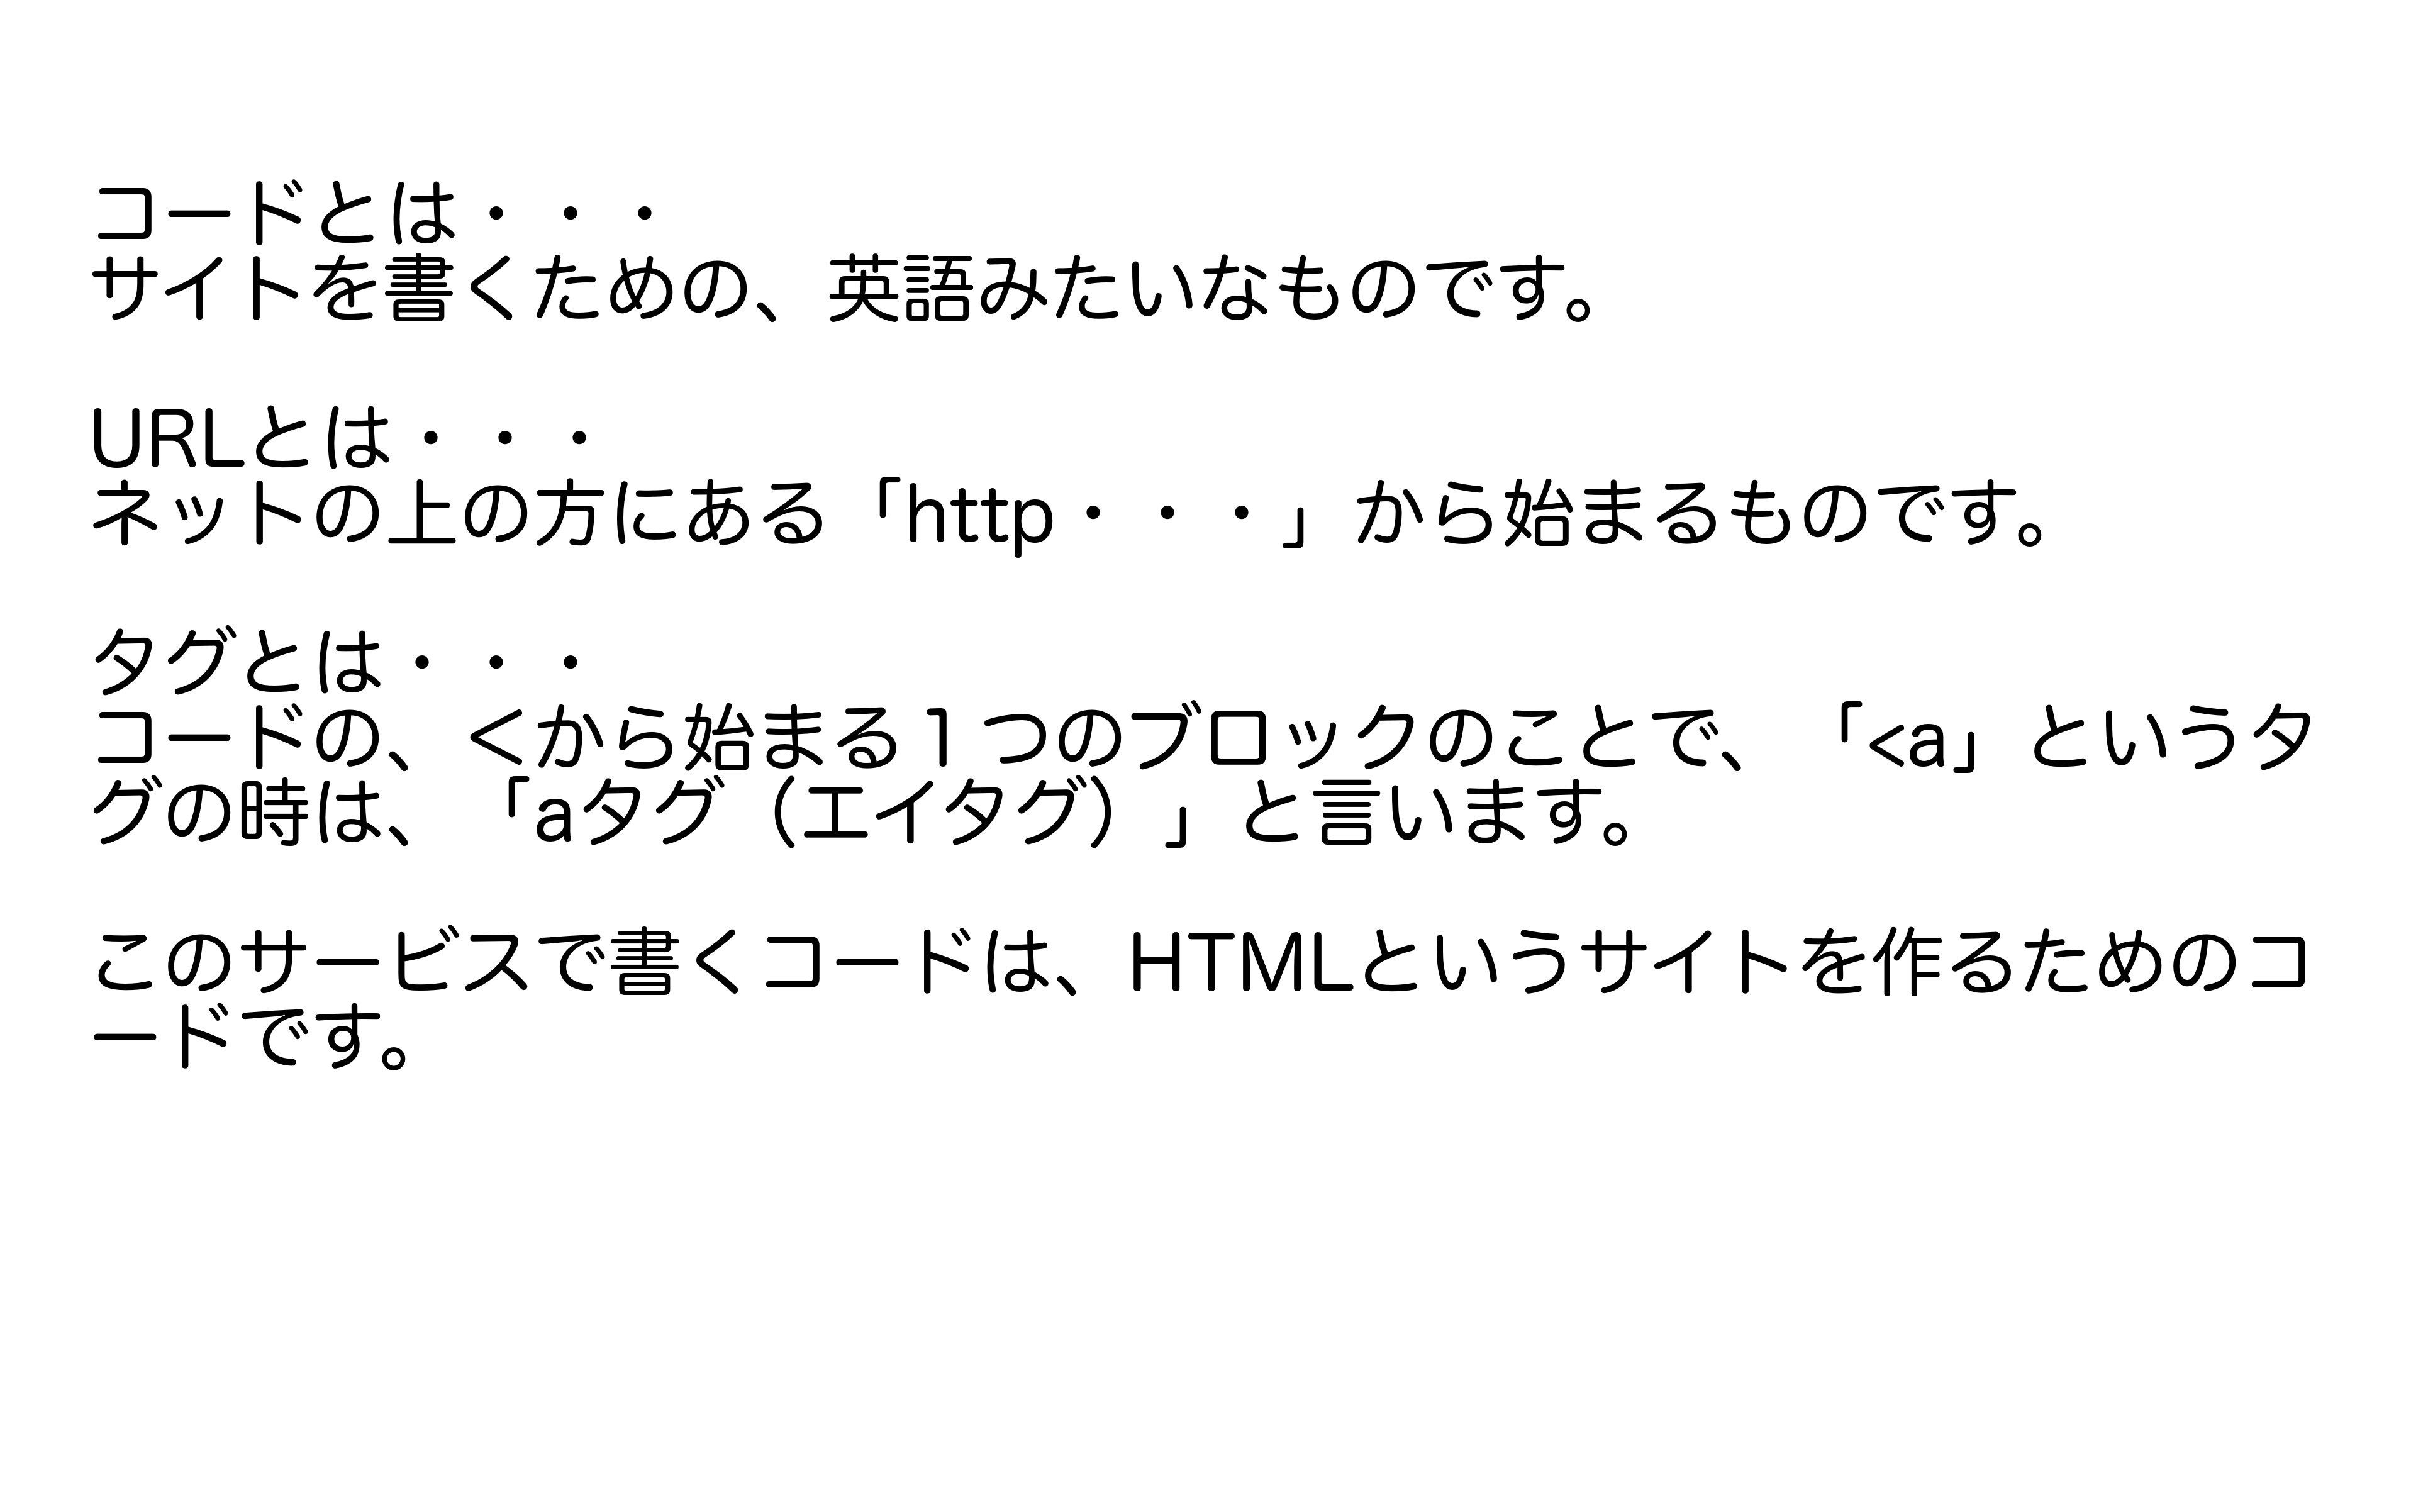 コードとは・・・
サイトを書くための、英語みたいなものです。
URLとは・・・
ネットの上の方にある「http・・・」から始まるものです。
タグとは・・・
コードの、＜から始まる１つのブロックのことで、「<a」というタ
グの時は、「aタグ（エイタグ）」と言います。
このサービスで書くコードは、HTMLというサイトを作るためのコ
ードです。